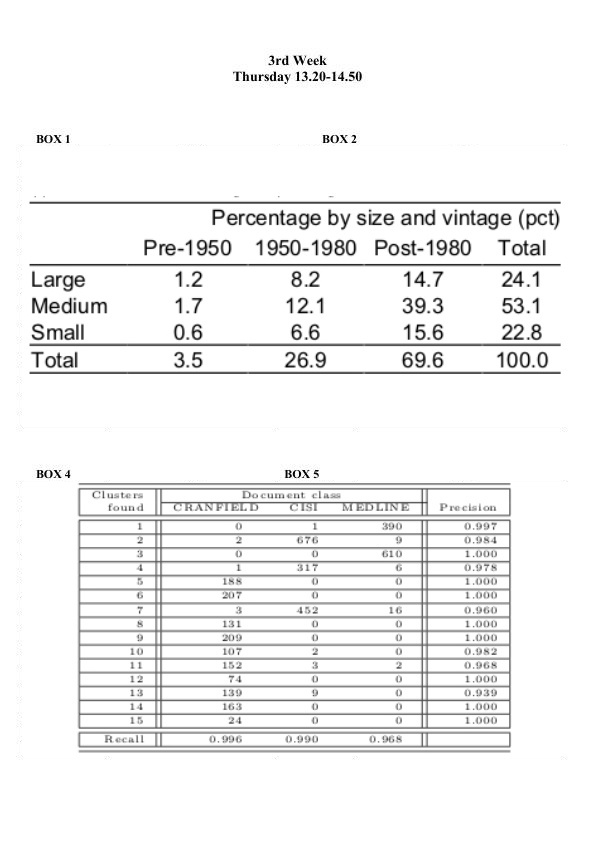 3rd Week
Thursday 13.20-14.50
BOX 1 BOX 2
Percentage by size and vintage (pct)
Pre-1950 1950-1980 Post-1980 Total
Large 1.2 8.2 14.7 24.1
Medium 1.7 12.1 39.3 53.1
Small 0.6 6.6 15.6 22.8
Total 3.5 26.9 69.6 100.0
BOX 4 BOX 5
Clusters Document class
found CRANFIELD CISI MEDLINE Precision
1 0 1 390 0.997
2 2 676 9 0.984
3 0 0 610 1.000
4 1 317 6 0.978
5 188 0 0 1.000
6 207 0 0 1.000
7 3 452 16 0.960
8 131 0 0 1.000
9 209 0 0 1.000
10 107 2 0 0.982
11 152 3 2 0.968
12 74 0 0 1.000
13 139 9 0 0.939
14 163 0 0 1.000
15 24 0 0 1.000
Recall 0.996 0.990 0.968